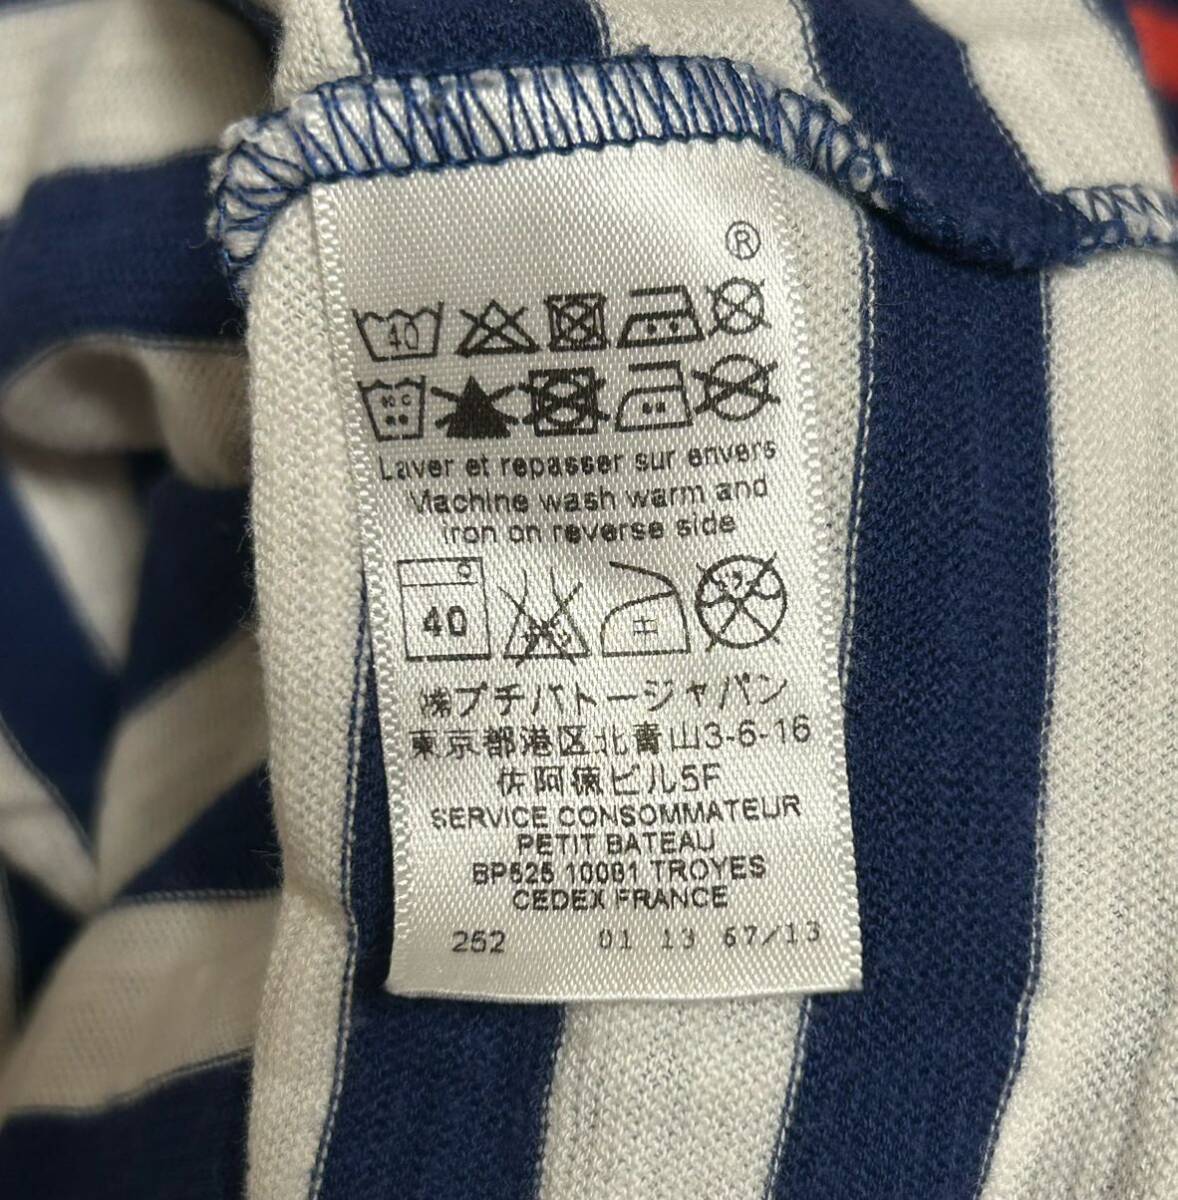 ®
40
40 C
Laver et repasser sur envers
Machine wash warm and
iron on reverse side
40
㈱プチバトージャパン
東京都港区北青山3-6-16
佐阿徳ビル5F
SERVICE CONSOMMATEUR
PETIT BATEAU
BP525 10081 TROYES
CEDEX FRANCE
252 01 13 67/13